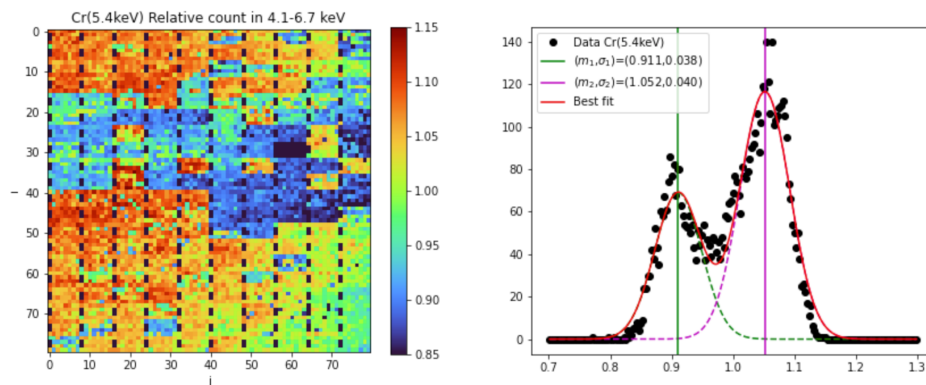 Cr(5.4keV) Relative count in 4.1-6.7 keV
0
10
20
30
40
50
60
70
i
0 10 20 30 40 50 60 70
j
1.15
1.10
1.05
1.00
0.95
0.90
0.85
140
120
100
80
60
40
20
0
0.7 0.8 0.9 1.0 1.1 1.2 1.3
Data Cr(5.4keV)
(m₁,σ₁)=(0.911,0.038)
(m₂,σ₂)=(1.052,0.040)
Best fit